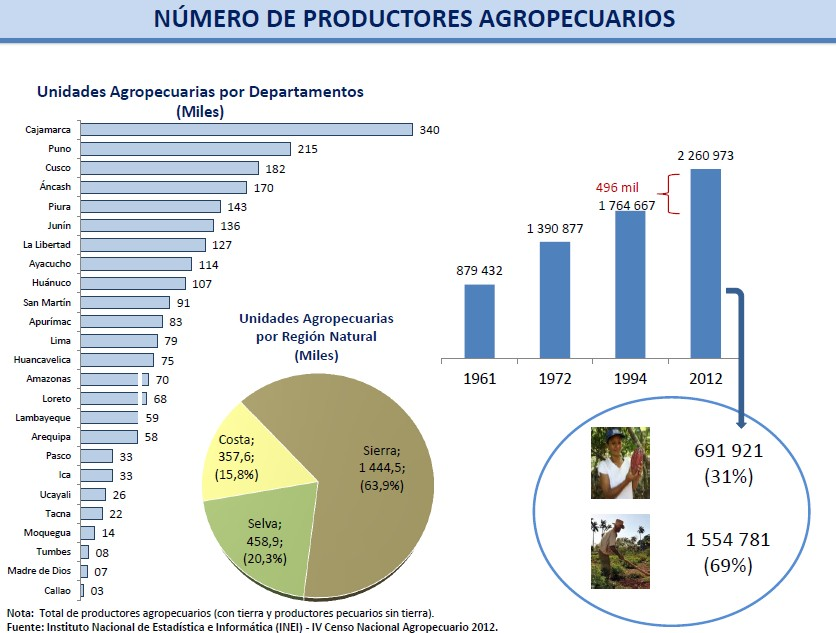 NÚMERO DE PRODUCTORES AGROPECUARIOS
Unidades Agropecuarias por Departamentos
(Miles)
Cajamarca 340
Puno 215
Cusco 182
Áncash 170
Piura 143
Junín 136
La Libertad 127
Ayacucho 114
Huánuco 107
San Martín 91
Apurímac 83
Lima 79
Huancavelica 75
Amazonas 70
Loreto 68
Lambayeque 59
Arequipa 58
Pasco 33
Ica 33
Ucayali 26
Tacna 22
Moquegua 14
Tumbes 08
Madre de Dios 07
Callao 03
Unidades Agropecuarias
por Región Natural
(Miles)
Costa;
357,6;
(15,8%)
Sierra;
1 444,5;
(63,9%)
Selva;
458,9;
(20,3%)
879 432
1 390 877
1 764 667
2 260 973
496 mil
1961 1972 1994 2012
691 921
(31%)
1 554 781
(69%)
Nota: Total de productores agropecuarios (con tierra y productores pecuarios sin tierra).
Fuente: Instituto Nacional de Estadística e Informática (INEI) - IV Censo Nacional Agropecuario 2012.